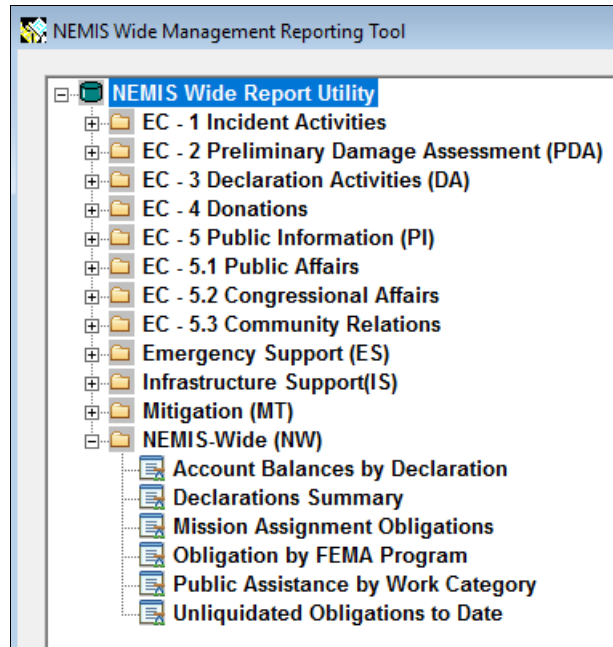 NEMIS Wide Management Reporting Tool
NEMIS Wide Report Utility
EC - 1 Incident Activities
EC - 2 Preliminary Damage Assessment (PDA)
EC - 3 Declaration Activities (DA)
EC - 4 Donations
EC - 5 Public Information (PI)
EC - 5.1 Public Affairs
EC - 5.2 Congressional Affairs
EC - 5.3 Community Relations
Emergency Support (ES)
Infrastructure Support(IS)
Mitigation (MT)
NEMIS-Wide (NW)
Account Balances by Declaration
Declarations Summary
Mission Assignment Obligations
Obligation by FEMA Program
Public Assistance by Work Category
Unliquidated Obligations to Date